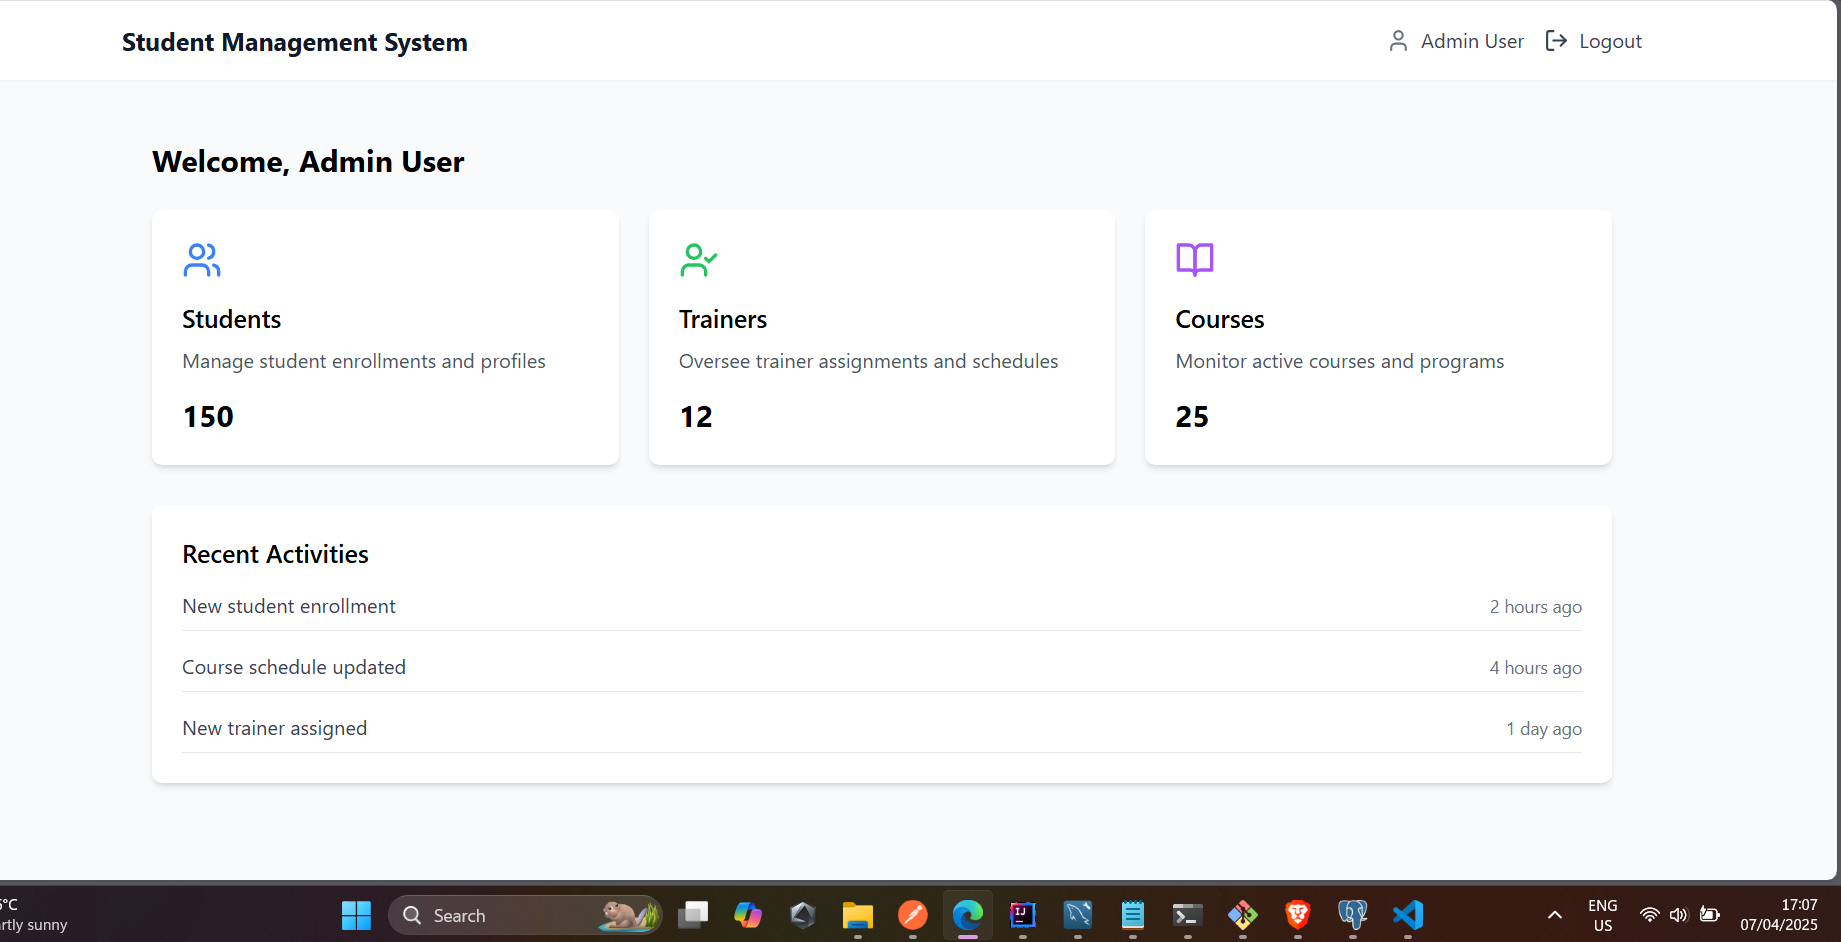 Student Management System
Admin User
Logout
Welcome, Admin User
Students
Manage student enrollments and profiles
150
Trainers
Oversee trainer assignments and schedules
12
Courses
Monitor active courses and programs
25
Recent Activities
New student enrollment
2 hours ago
Course schedule updated
4 hours ago
New trainer assigned
1 day ago
°C
rtly sunny
Search
IJ
ENG
US
17:07
07/04/2025